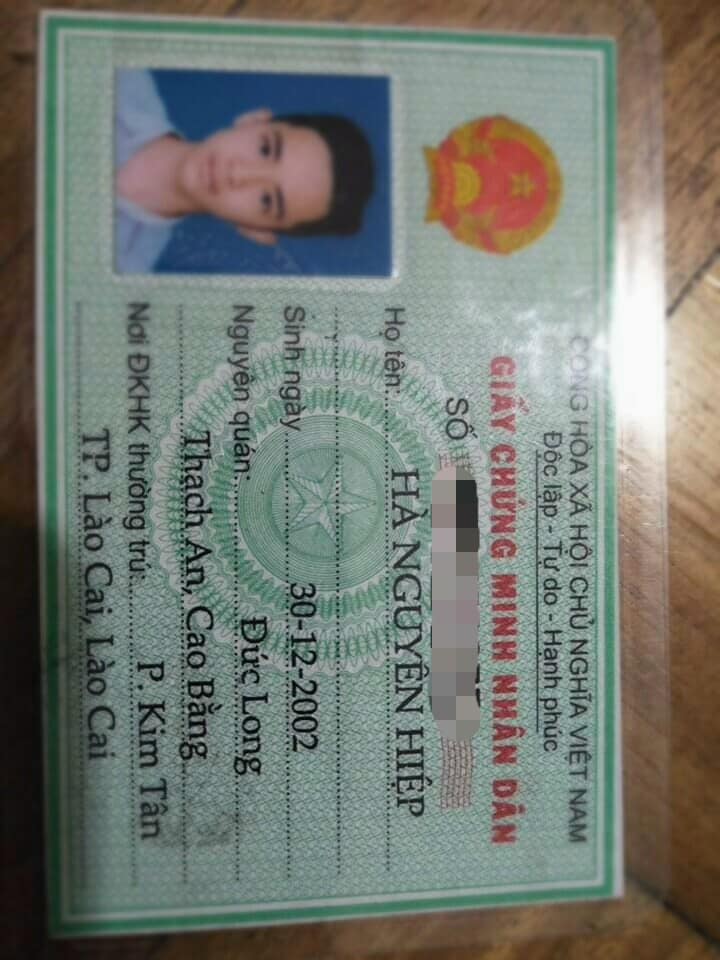 CỘNG HÒA XÃ HỘI CHỦ NGHĨA VIỆT NAM
Độc lập - Tự do - Hạnh phúc
GIẤY CHỨNG MINH NHÂN DÂN
SỐ
Họ tên: HÀ NGUYÊN HIỆP
Sinh ngày 30-12-2002
Nguyên quán: Đức Long
Thạch An, Cao Bằng
Nơi ĐKHK thường trú: P. Kim Tân
TP. Lào Cai, Lào Cai